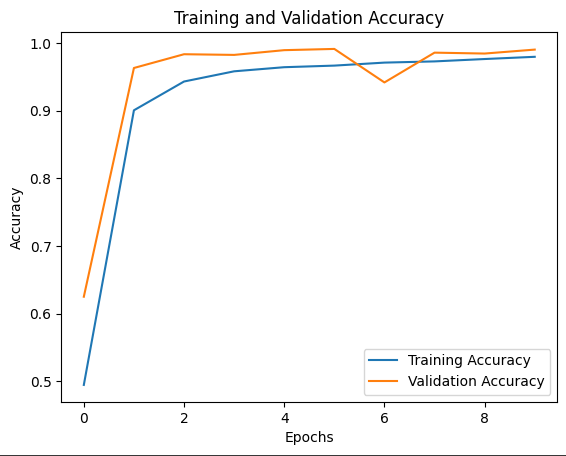 Training and Validation Accuracy
1.0
0.9
0.8
0.7
0.6
0.5
Accuracy
Training Accuracy
Validation Accuracy
0 2 4 6 8
Epochs